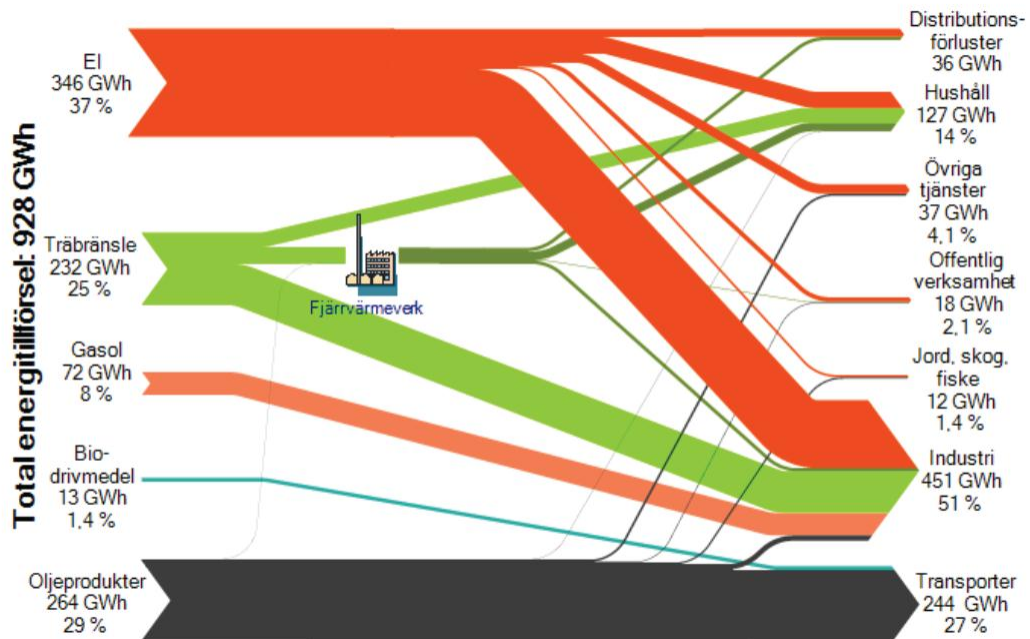 Total energitillförsel: 928 GWh
El
346 GWh
37 %
Träbränsle
232 GWh
25 %
Gasol
72 GWh
8 %
Bio-
drivmedel
13 GWh
1,4 %
Oljeprodukter
264 GWh
29 %
Fjärrvärmeverk
Distributions-
förluster
36 GWh
Hushåll
127 GWh
14 %
Övriga
tjänster
37 GWh
4,1 %
Offentlig
verksamhet
18 GWh
2,1 %
Jord, skog,
fiske
12 GWh
1,4 %
Industri
451 GWh
51 %
Transporter
244 GWh
27 %